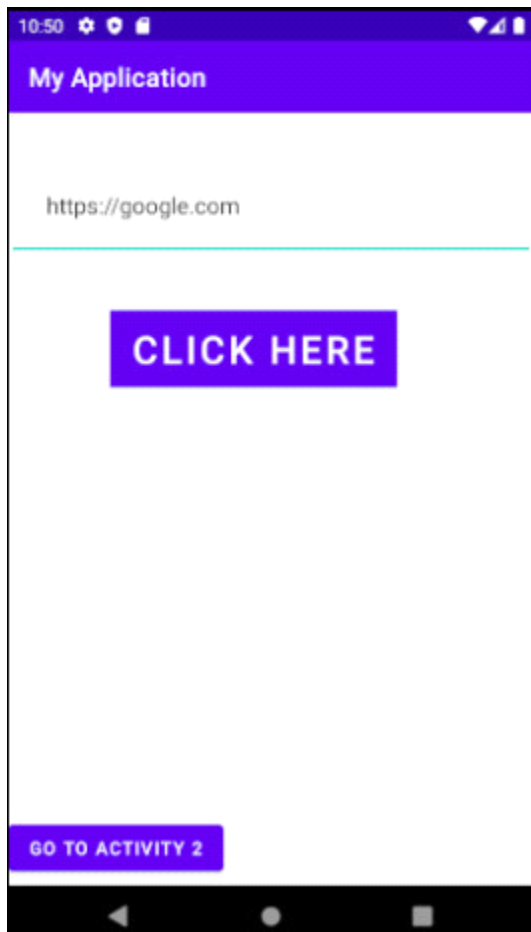 10:50
My Application
https://google.com
CLICK HERE
GO TO ACTIVITY 2